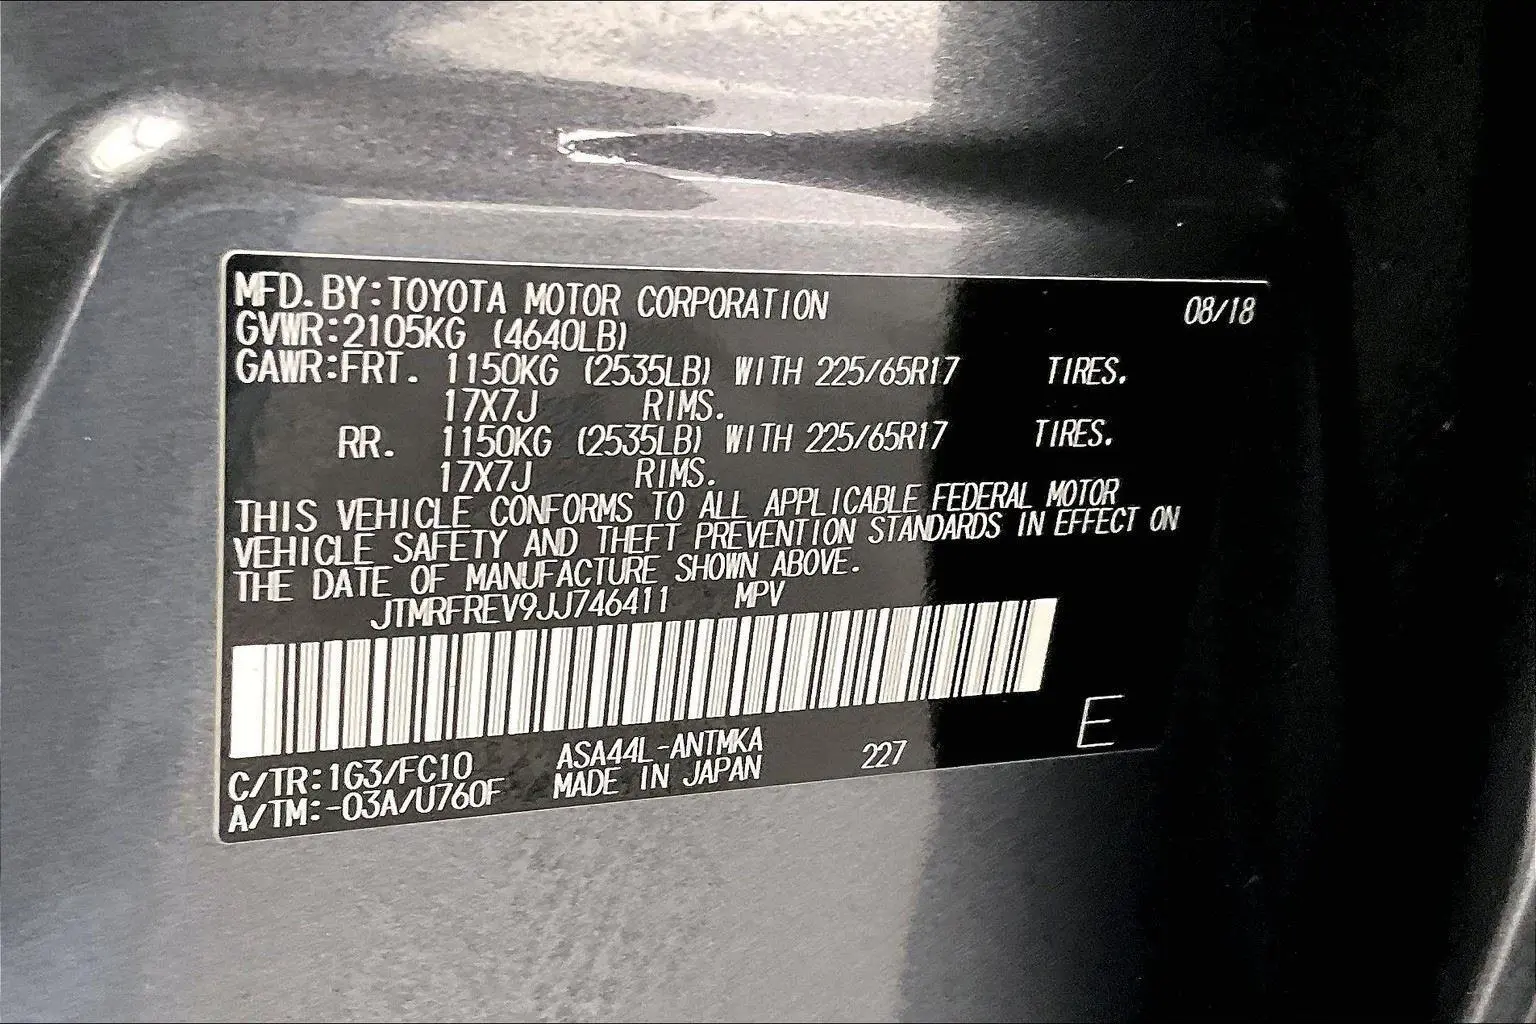 MFD. BY:TOYOTA MOTOR CORPORATION 08/18
GVWR:2105KG (4640LB)
GAWR:FRT. 1150KG (2535LB) WITH 225/65R17 TIRES.
17X7J RIMS.
RR. 1150KG (2535LB) WITH 225/65R17 TIRES.
17X7J RIMS.
THIS VEHICLE CONFORMS TO ALL APPLICABLE FEDERAL MOTOR
VEHICLE SAFETY AND THEFT PREVENTION STANDARDS IN EFFECT ON
THE DATE OF MANUFACTURE SHOWN ABOVE.
JTMRFREV9JJ746411 MPV
E
C/TR:1G3/FC10 ASA44L-ANTMKA 227
A/TM:-03A/U760F MADE IN JAPAN